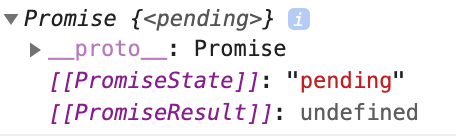 ▼Promise {<pending>} i
▶__proto__: Promise
[[PromiseState]]: "pending"
[[PromiseResult]]: undefined